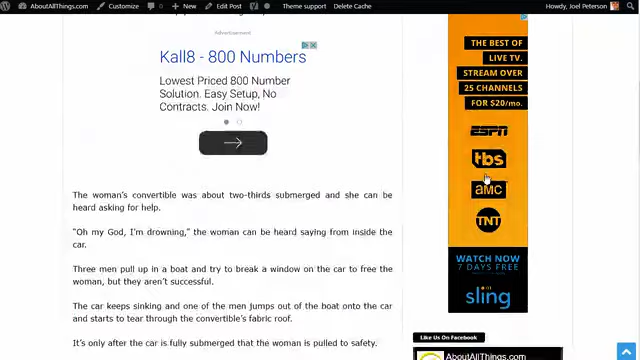 AboutAllThings.com Customize 2 0 New Edit Post Theme support Delete Cache Howdy, Joel Peterson
Advertisement
Kall8 - 800 Numbers
Lowest Priced 800 Number
Solution. Easy Setup, No
Contracts. Join Now!
The woman's convertible was about two-thirds submerged and she can be
heard asking for help.
"Oh my God, I'm drowning," the woman can be heard saying from inside the
car.
Three men pull up in a boat and try to break a window on the car to free the
woman, but they aren't successful.
The car keeps sinking and one of the men jumps out of the boat onto the car
and starts to tear through the convertible's fabric roof.
It's only after the car is fully submerged that the woman is pulled to safety.
THE BEST OF
LIVE TV.
STREAM OVER
25 CHANNELS
FOR $20/mo.
ESPN
tbs
AMC
TNT
WATCH NOW
7 DAYS FREE
sling
Like Us On Facebook
AboutAllThings.com